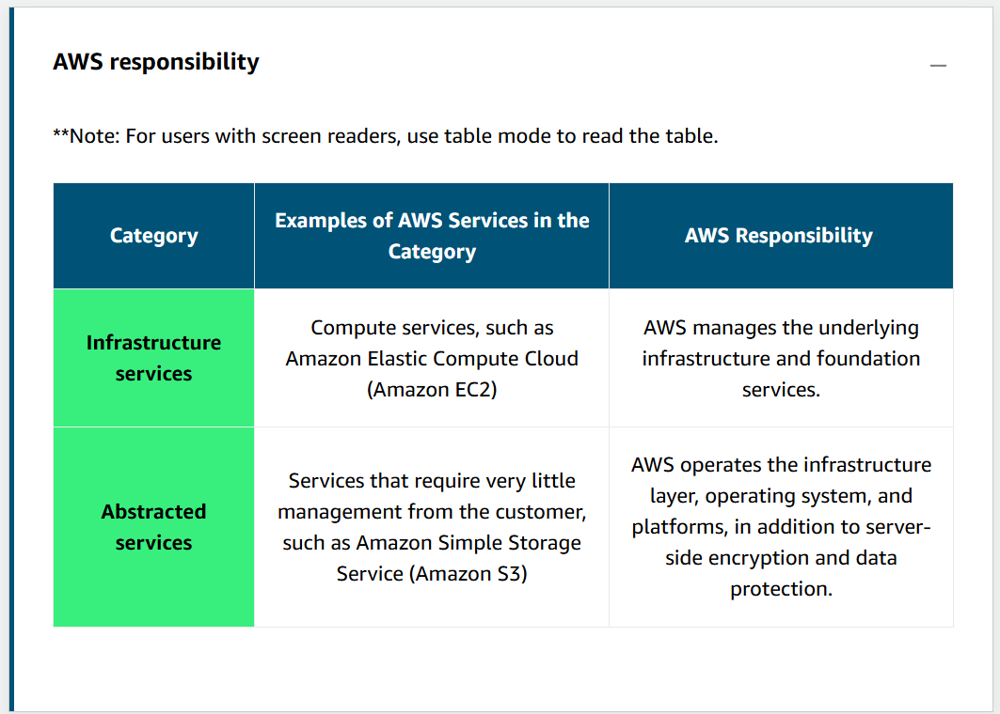 AWS responsibility
**Note: For users with screen readers, use table mode to read the table.
Category
Examples of AWS Services in the
Category
AWS Responsibility
Infrastructure
services
Compute services, such as
Amazon Elastic Compute Cloud
(Amazon EC2)
AWS manages the underlying
infrastructure and foundation
services.
Abstracted
services
Services that require very little
management from the customer,
such as Amazon Simple Storage
Service (Amazon S3)
AWS operates the infrastructure
layer, operating system, and
platforms, in addition to server-
side encryption and data
protection.